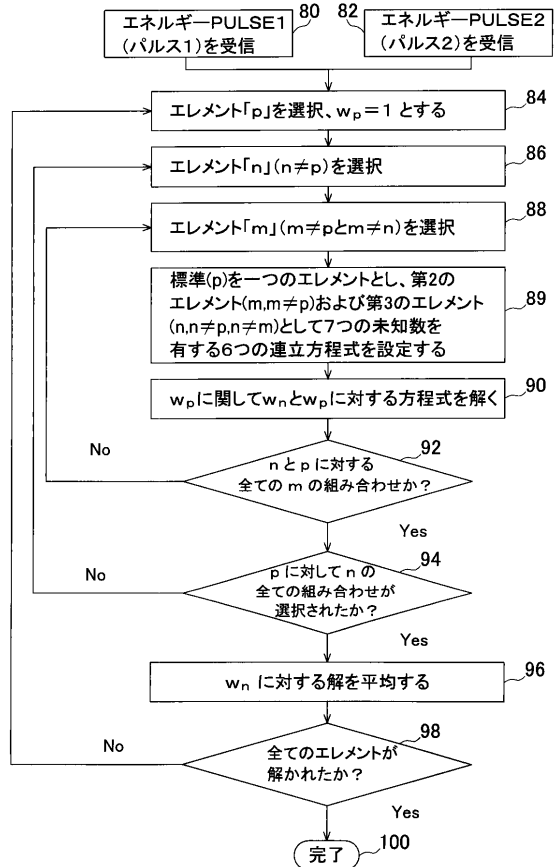 エネルギーPULSE1
(パルス1)を受信
80
82
エネルギーPULSE2
(パルス2)を受信
エレメント「p」を選択、wp=1 とする
84
エレメント「n」(n≠p)を選択
86
エレメント「m」(m≠pとm≠n)を選択
88
標準(p)を一つのエレメントとし、第2の
エレメント(m,m≠p)および第3のエレメント
(n,n≠p,n≠m)として7つの未知数を
有する6つの連立方程式を設定する
89
wpに関してwnとwpに対する方程式を解く
90
No
nとpに対する
全てのmの組み合わせか?
92
Yes
No
pに対してnの
全ての組み合わせが
選択されたか?
94
Yes
wn に対する解を平均する
96
No
全てのエレメントが
解かれたか?
98
Yes
完了
100